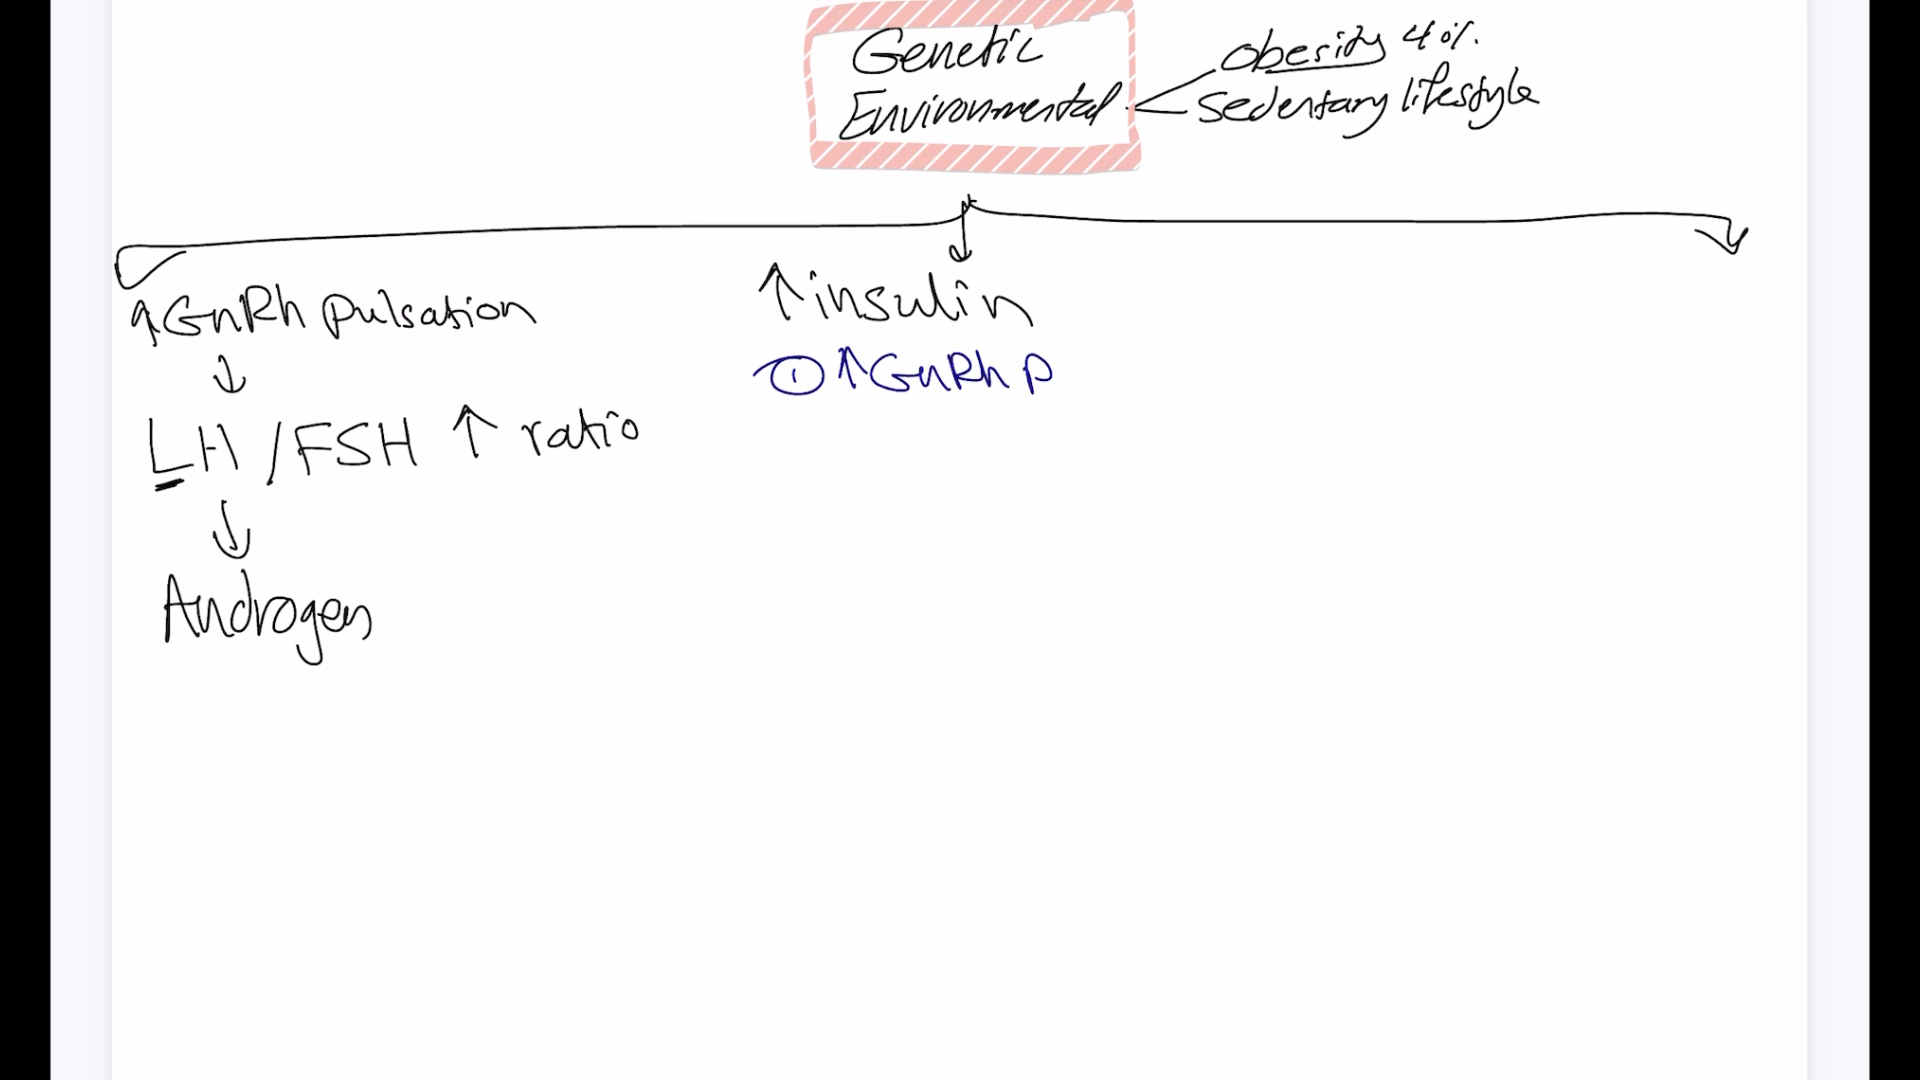 Genetic
Environmental
obesity 40%.
Sedentary lifestyle
↑GnRh pulsation
↓
LH /FSH ↑ ratio
↓
Androgen
↑insulin
① ↑GnRh P